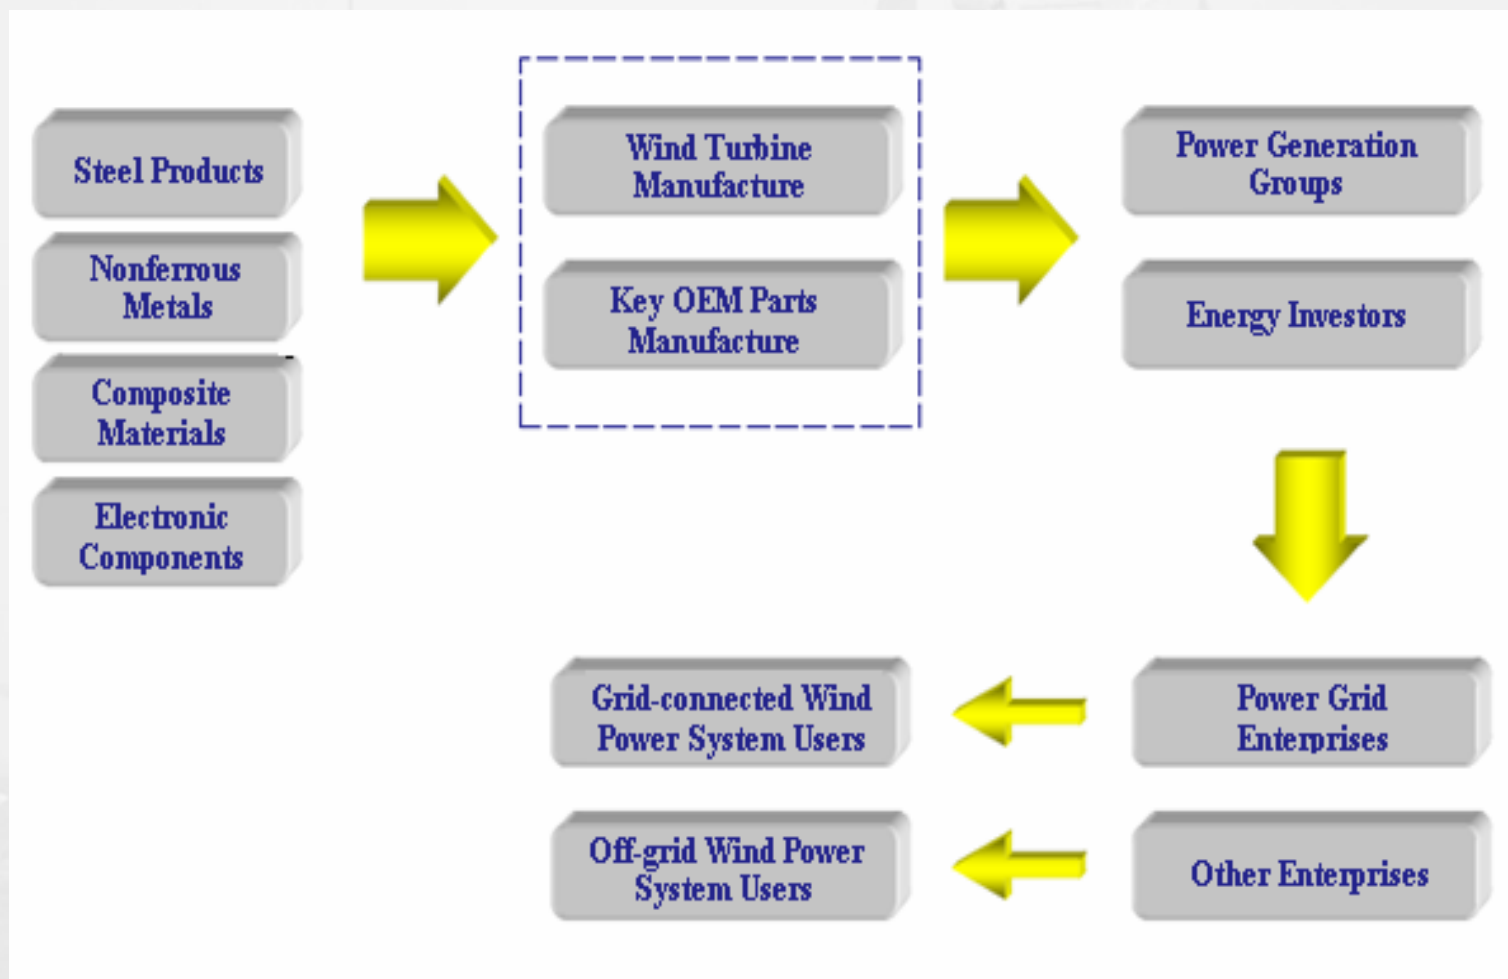 Steel Products
Nonferrous
Metals
Composite
Materials
Electronic
Components
Wind Turbine
Manufacture
Key OEM Parts
Manufacture
Power Generation
Groups
Energy Investors
Power Grid
Enterprises
Other Enterprises
Grid-connected Wind
Power System Users
Off-grid Wind Power
System Users